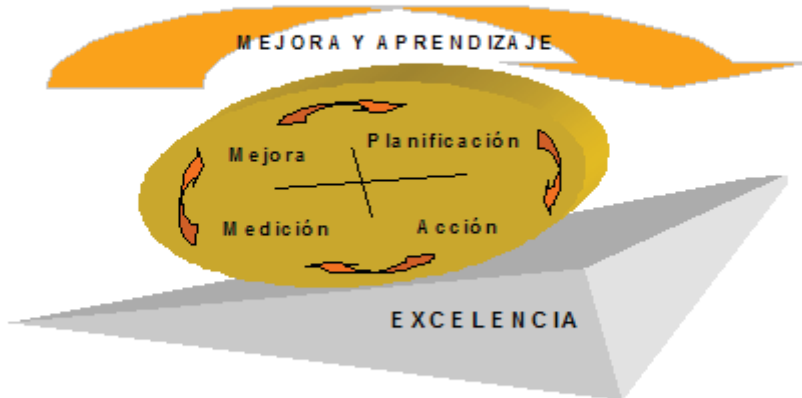 MEJORA Y APRENDIZAJE
Mejora
Planificación
Medición
Acción
EXCELENCIA